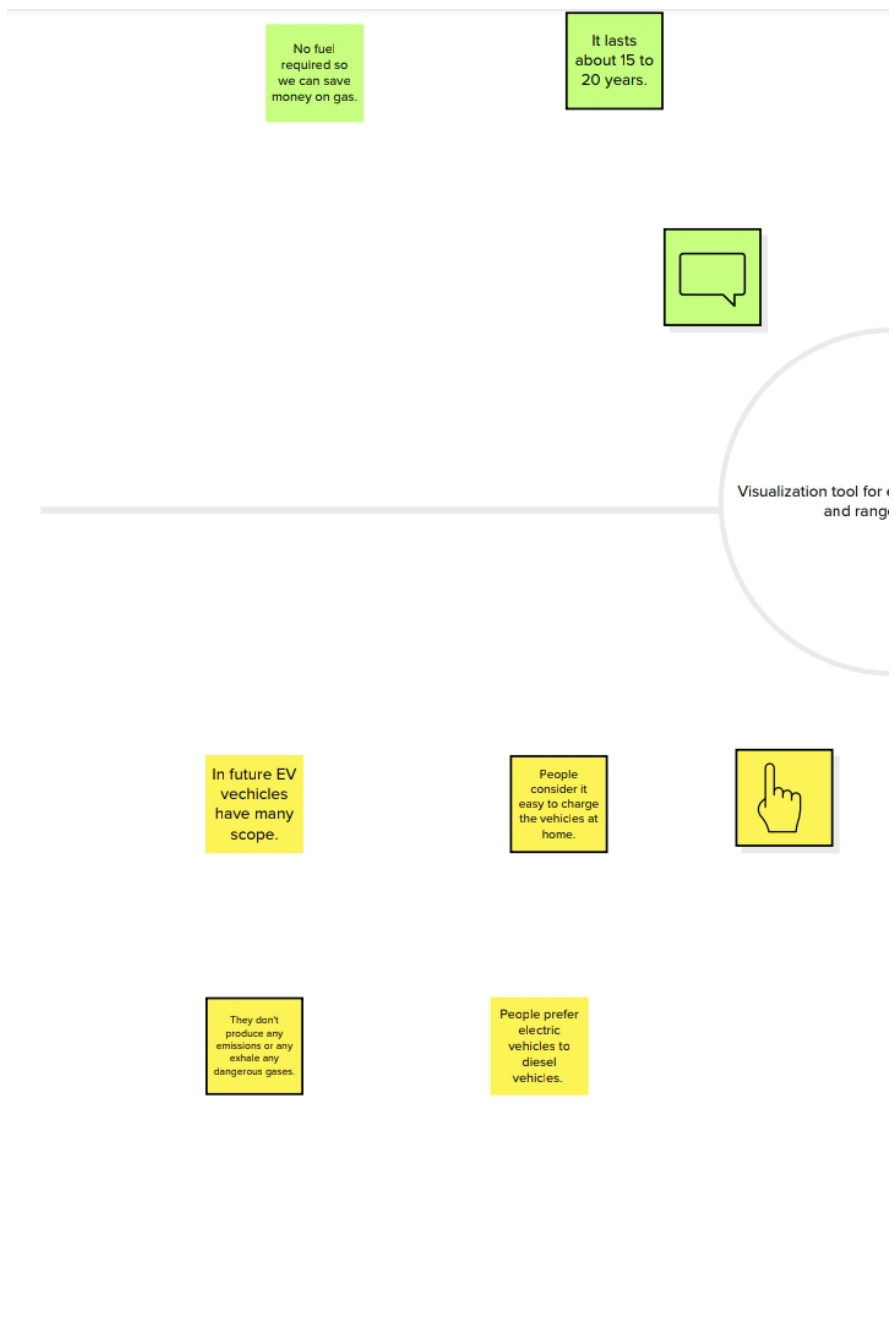 No fuel
required so
we can save
money on gas.
It lasts
about 15 to
20 years.
Visualization tool for
and rang
In future EV
vechicles
have many
scope.
People
consider it
easy to charge
the vehicles at
home.
They don't
produce any
emissions or any
exhale any
dangerous gases.
People prefer
electric
vehicles to
diesel
vehicles.